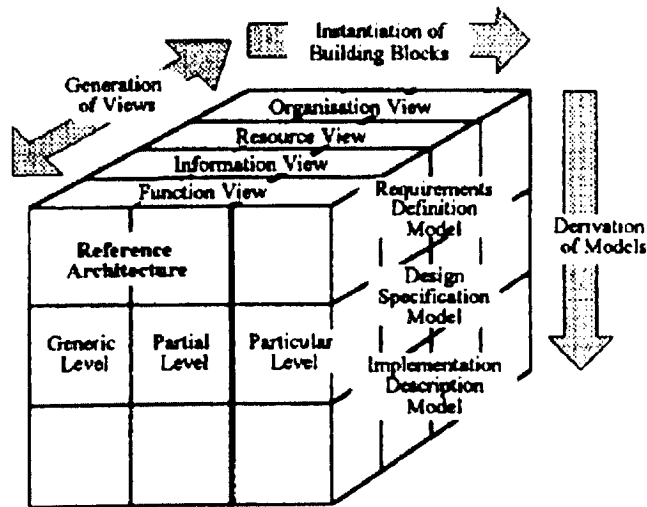 Instantiation of
Building Blocks
Generation
of Views
Organisation View
Resource View
Information View
Function View
Requirements
Definition
Model
Derivation
of Models
Reference
Architecture
Design
Specification
Model
Generic
Level
Partial
Level
Particular
Level
Implementation
Description
Model